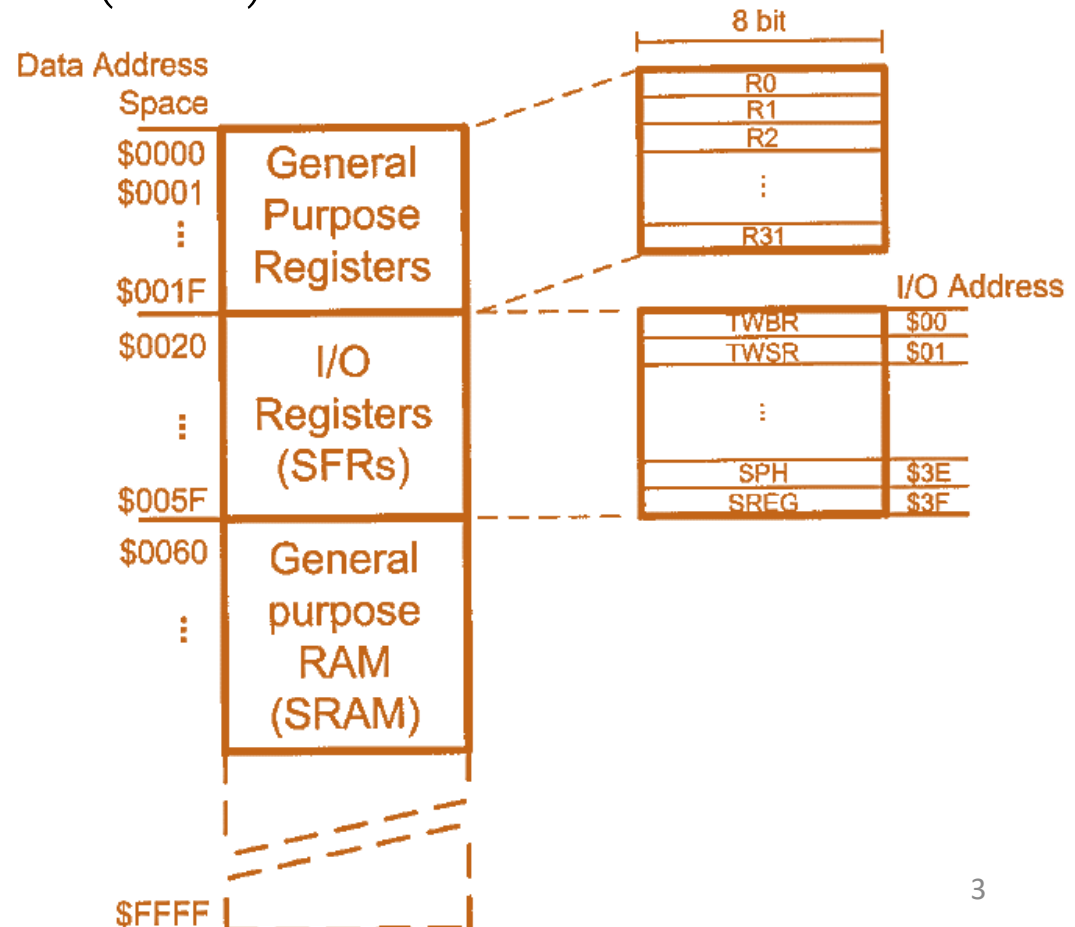 8 bit
Data Address
Space
$0000
$0001
⋮
$001F
$0020
⋮
$005F
$0060
⋮
$FFFF
General
Purpose
Registers
I/O
Registers
(SFRs)
General
purpose
RAM
(SRAM)
R0
R1
R2
⋮
R31
I/O Address
TWBR $00
TWSR $01
⋮
SPH $3E
SREG $3F
3